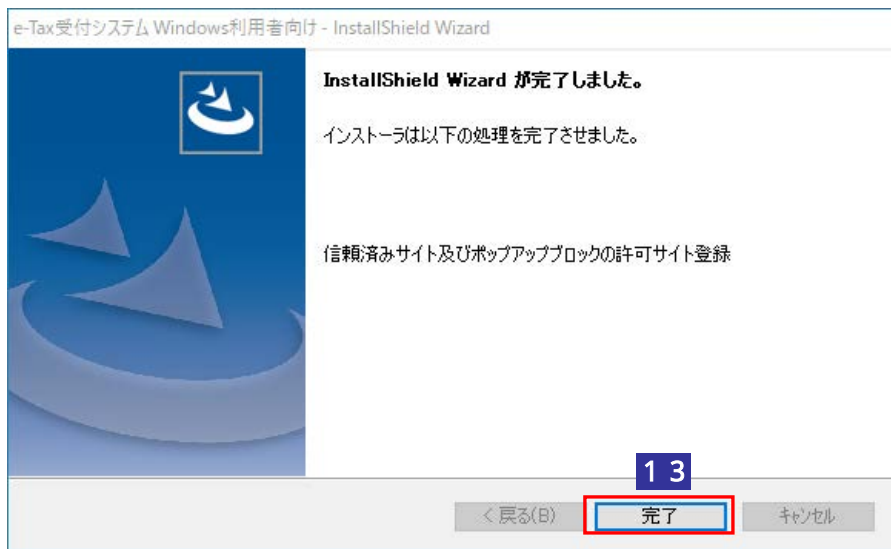 e-Tax受付システム Windows利用者向け - InstallShield Wizard
InstallShield Wizard が完了しました。
インストーラは以下の処理を完了させました。
信頼済みサイト及びポップアップブロックの許可サイト登録
１３
< 戻る(B)
完了
キャンセル